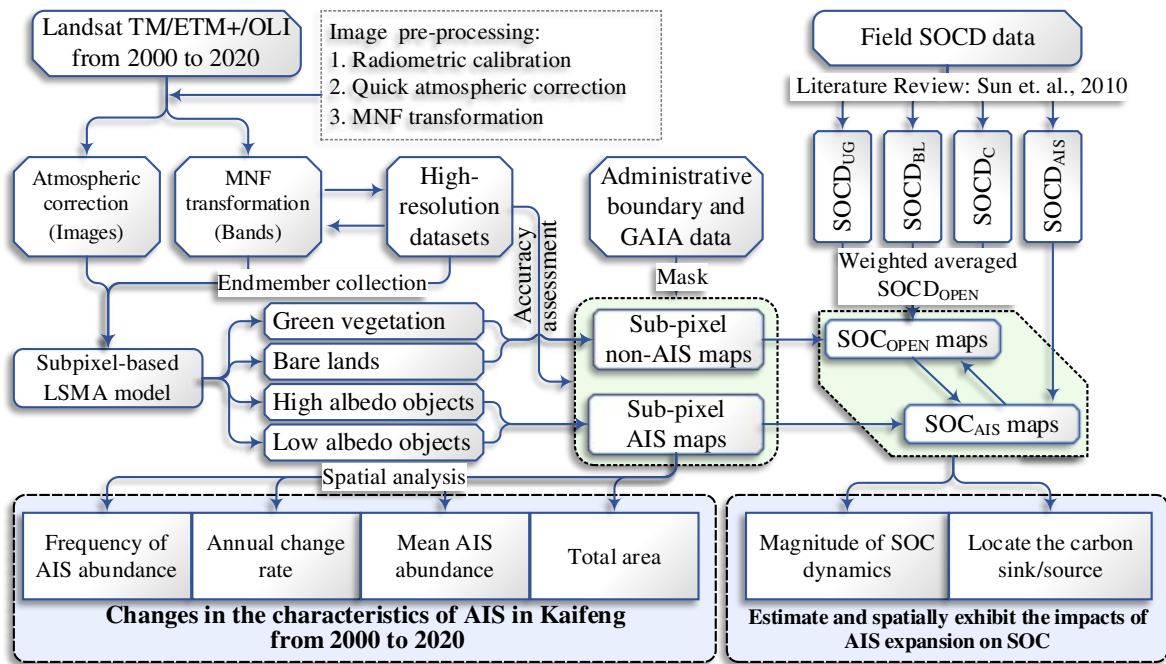 Landsat TM/ETM+/OLI
from 2000 to 2020
Image pre-processing:
1. Radiometric calibration
2. Quick atmospheric correction
3. MNF transformation
Field SOCD data
Literature Review: Sun et. al., 2010
SOCD_UG
SOCD_BL
SOCD_C
SOCD_AIS
Atmospheric
correction
(Images)
MNF
transformation
(Bands)
High-
resolution
datasets
Administrative
boundary and
GAIA data
Accuracy
assessment
Endmember collection
Mask
Weighted averaged
SOCD_OPEN
Subpixel-based
LSMA model
Green vegetation
Bare lands
High albedo objects
Low albedo objects
Sub-pixel
non-AIS maps
Sub-pixel
AIS maps
SOC_OPEN maps
SOC_AIS maps
Spatial analysis
Frequency of
AIS abundance
Annual change
rate
Mean AIS
abundance
Total area
Changes in the characteristics of AIS in Kaifeng
from 2000 to 2020
Magnitude of SOC
dynamics
Locate the carbon
sink/source
Estimate and spatially exhibit the impacts of
AIS expansion on SOC